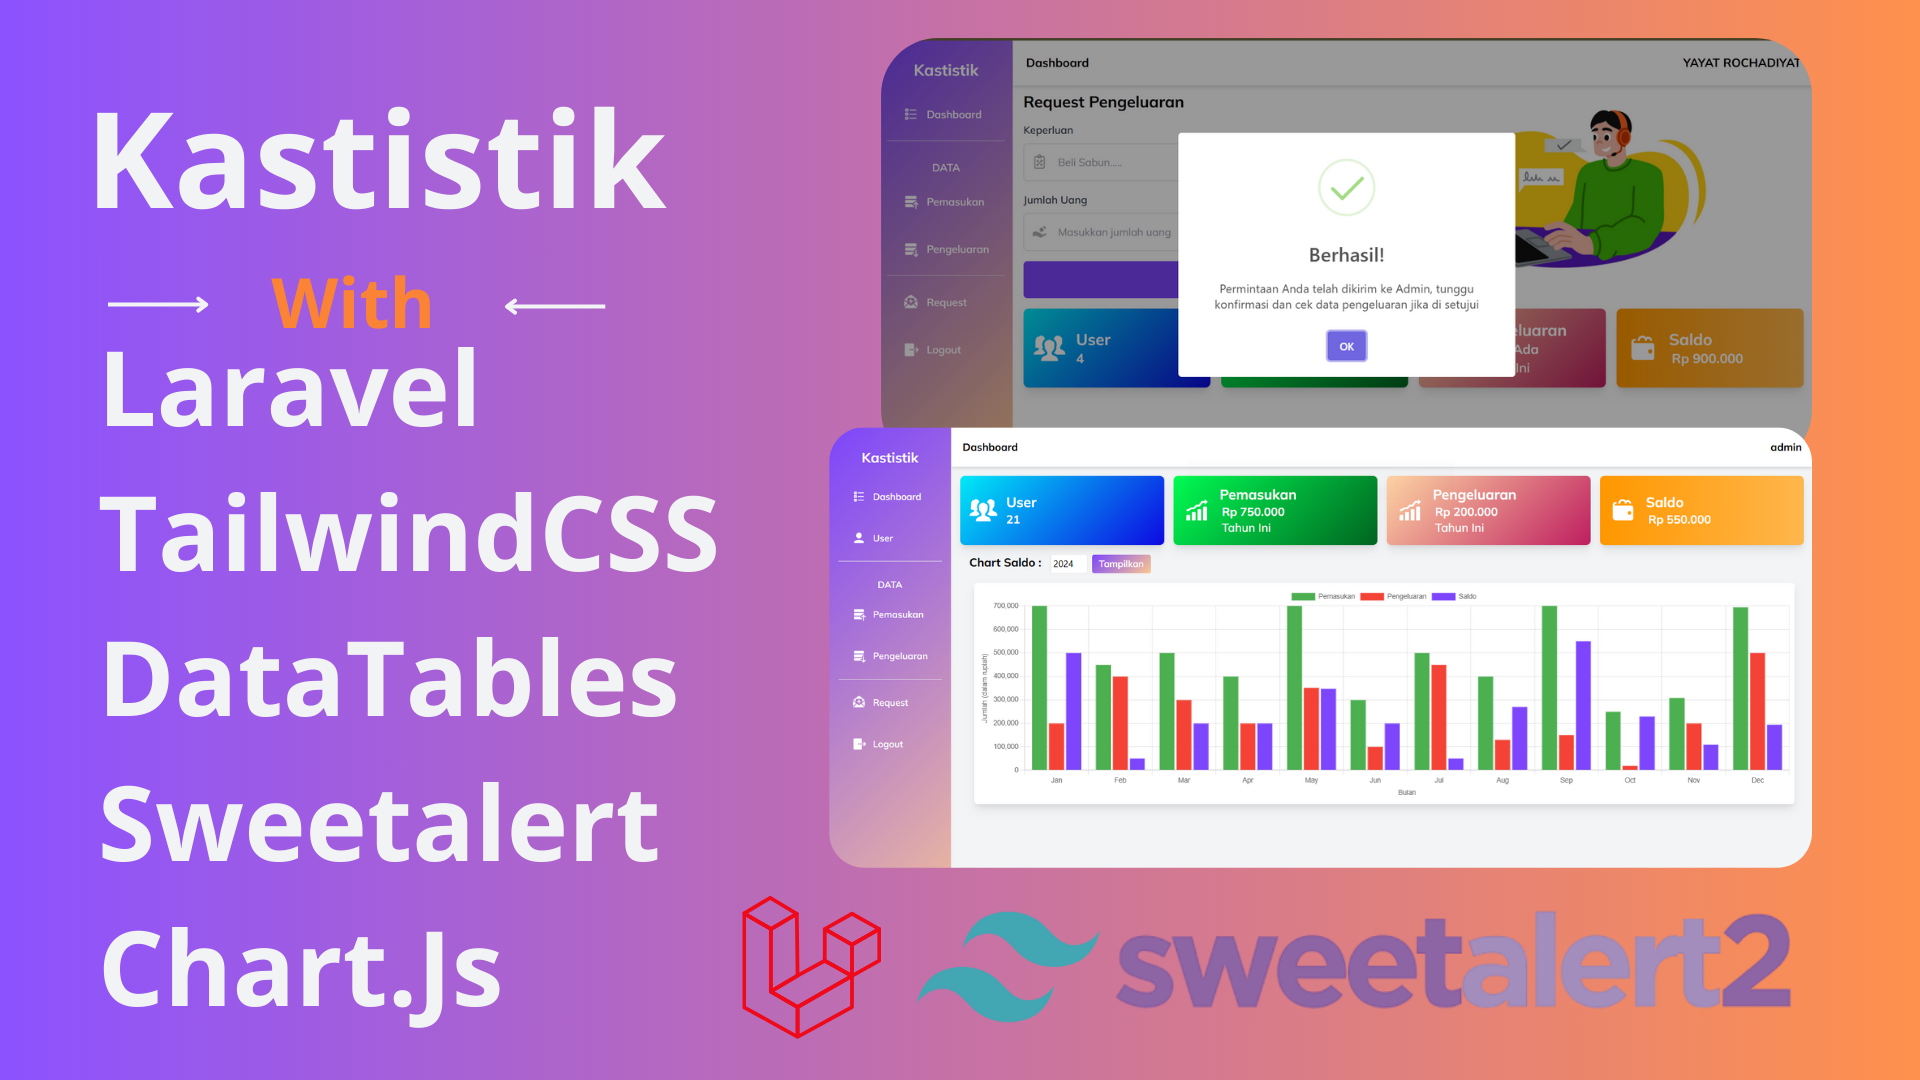 Kastistik
With
Laravel
TailwindCSS
DataTables
Sweetalert
Chart.Js
Kastistik
Dashboard
DATA
Pemasukan
Pengeluaran
Request
Logout
Dashboard
YAYAT ROCHADIYAT
Request Pengeluaran
Keperluan
Beli Sabun.....
Jumlah Uang
Masukkan jumlah uang
Berhasil!
Permintaan Anda telah dikirim ke Admin, tunggu
konfirmasi dan cek data pengeluaran jika di setujui
OK
User
4
eluaran
Ada
Ini
Saldo
Rp 900.000
Kastistik
Dashboard
User
DATA
Pemasukan
Pengeluaran
Request
Logout
Dashboard
admin
User
21
Pemasukan
Rp 750.000
Tahun Ini
Pengeluaran
Rp 200.000
Tahun Ini
Saldo
Rp 550.000
Chart Saldo : 2024 Tampilkan
Pemasukan Pengeluaran Saldo
Jumlah (dalam rupiah)
700,000
600,000
500,000
400,000
300,000
200,000
100,000
0
Jan Feb Mar Apr May Jun Jul Aug Sep Oct Nov Dec
Bulan
sweetalert2